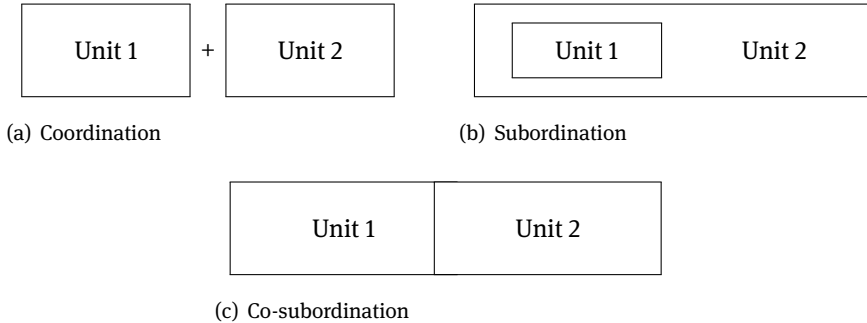 Unit 1 + Unit 2
Unit 1 Unit 2
(a) Coordination
(b) Subordination
Unit 1 Unit 2
(c) Co-subordination